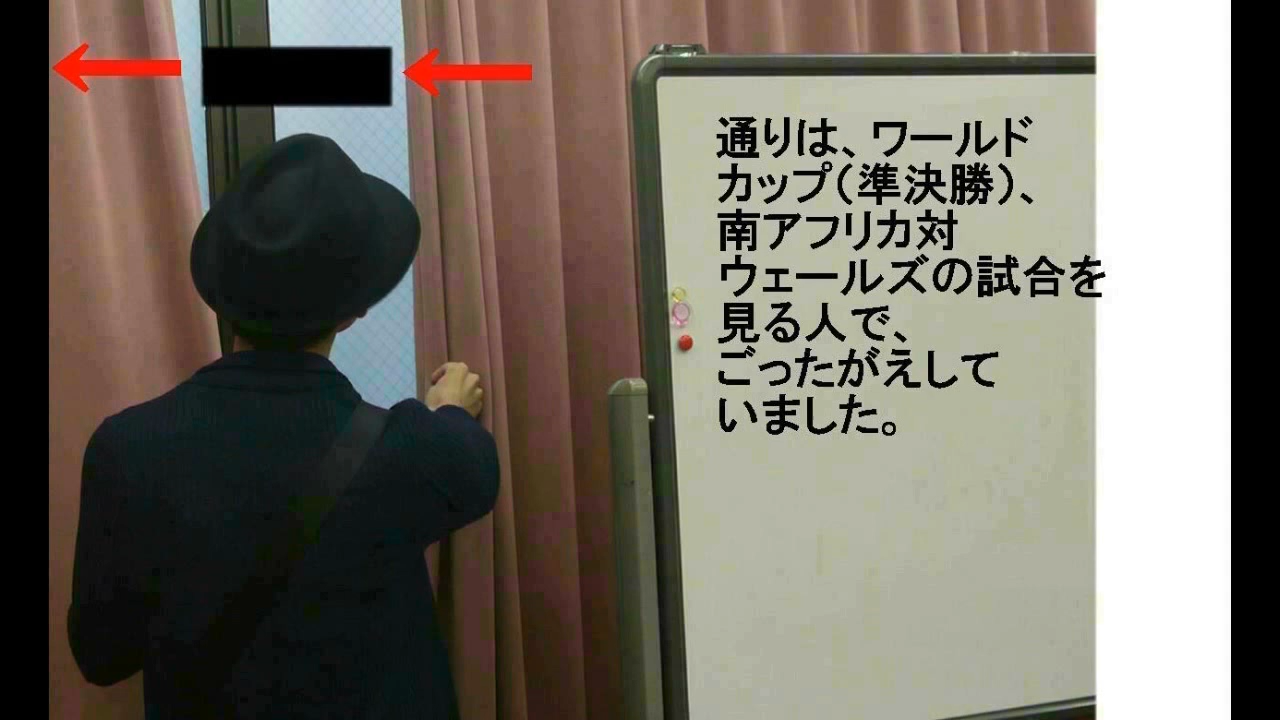 通りは、ワールド
カップ(準決勝)、
南アフリカ対
ウェールズの試合を
見る人で、
ごったがえして
いました。